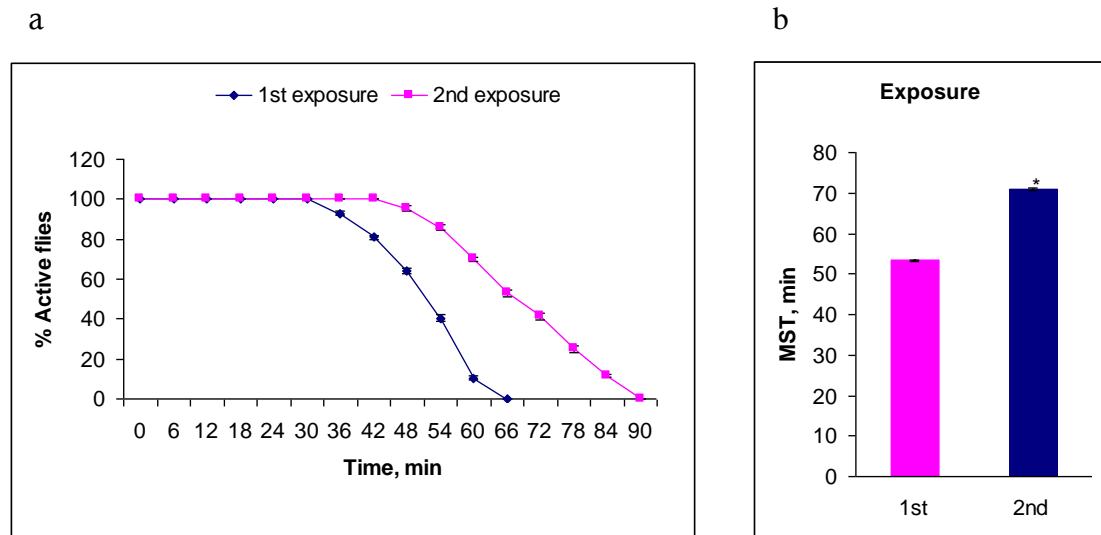 a
1st exposure 2nd exposure
120
100
80
60
40
20
0
% Active flies
0 6 12 18 24 30 36 42 48 54 60 66 72 78 84 90
Time, min
b
Exposure
80
70
60
50
40
30
20
10
0
MST, min
*
1st 2nd